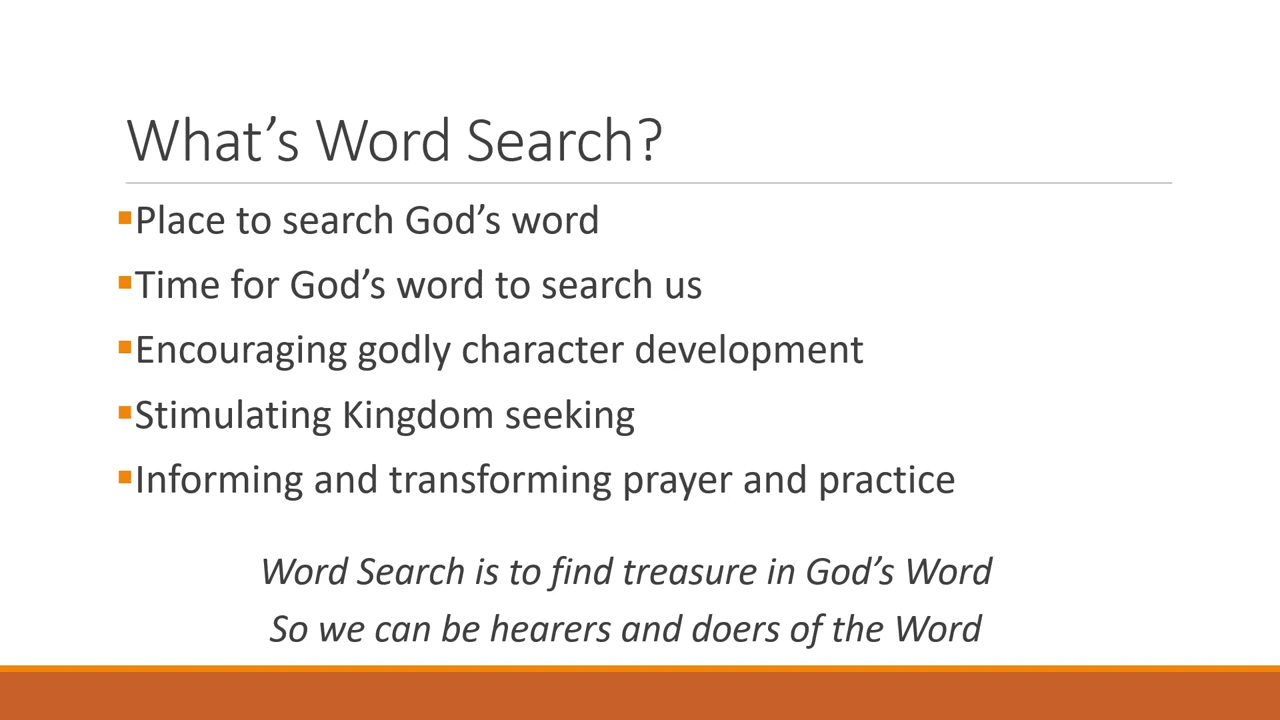 What’s Word Search?
▪Place to search God’s word
▪Time for God’s word to search us
▪Encouraging godly character development
▪Stimulating Kingdom seeking
▪Informing and transforming prayer and practice
Word Search is to find treasure in God’s Word
So we can be hearers and doers of the Word